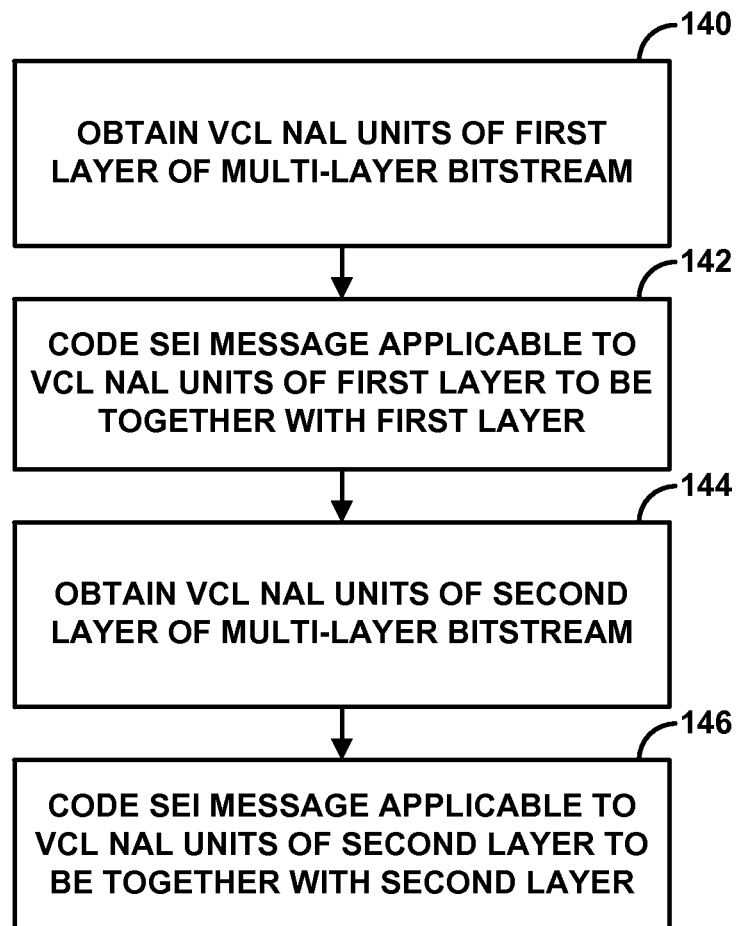 140
OBTAIN VCL NAL UNITS OF FIRST
LAYER OF MULTI-LAYER BITSTREAM
142
CODE SEI MESSAGE APPLICABLE TO
VCL NAL UNITS OF FIRST LAYER TO BE
TOGETHER WITH FIRST LAYER
144
OBTAIN VCL NAL UNITS OF SECOND
LAYER OF MULTI-LAYER BITSTREAM
146
CODE SEI MESSAGE APPLICABLE TO
VCL NAL UNITS OF SECOND LAYER TO
BE TOGETHER WITH SECOND LAYER